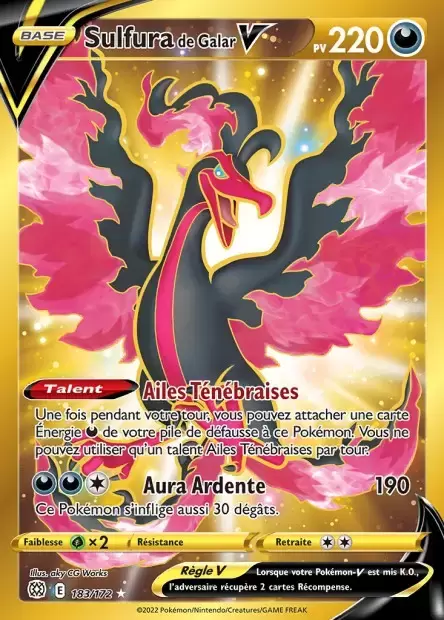 BASE Sulfura de Galar V PV 220
Talent Ailes Ténébraises
Une fois pendant votre tour, vous pouvez attacher une carte
Énergie de votre pile de défausse à ce Pokémon. Vous ne
pouvez utiliser qu'un talent Ailes Ténébraises par tour.
Aura Ardente 190
Ce Pokémon s'inflige aussi 30 dégâts.
Faiblesse ×2 Résistance Retraite
Illus. aky CG Works
Règle V Lorsque votre Pokémon-V est mis K.O.,
l'adversaire récupère 2 cartes Récompense.
E 183/172 ★
©2022 Pokémon/Nintendo/Creatures/GAME FREAK